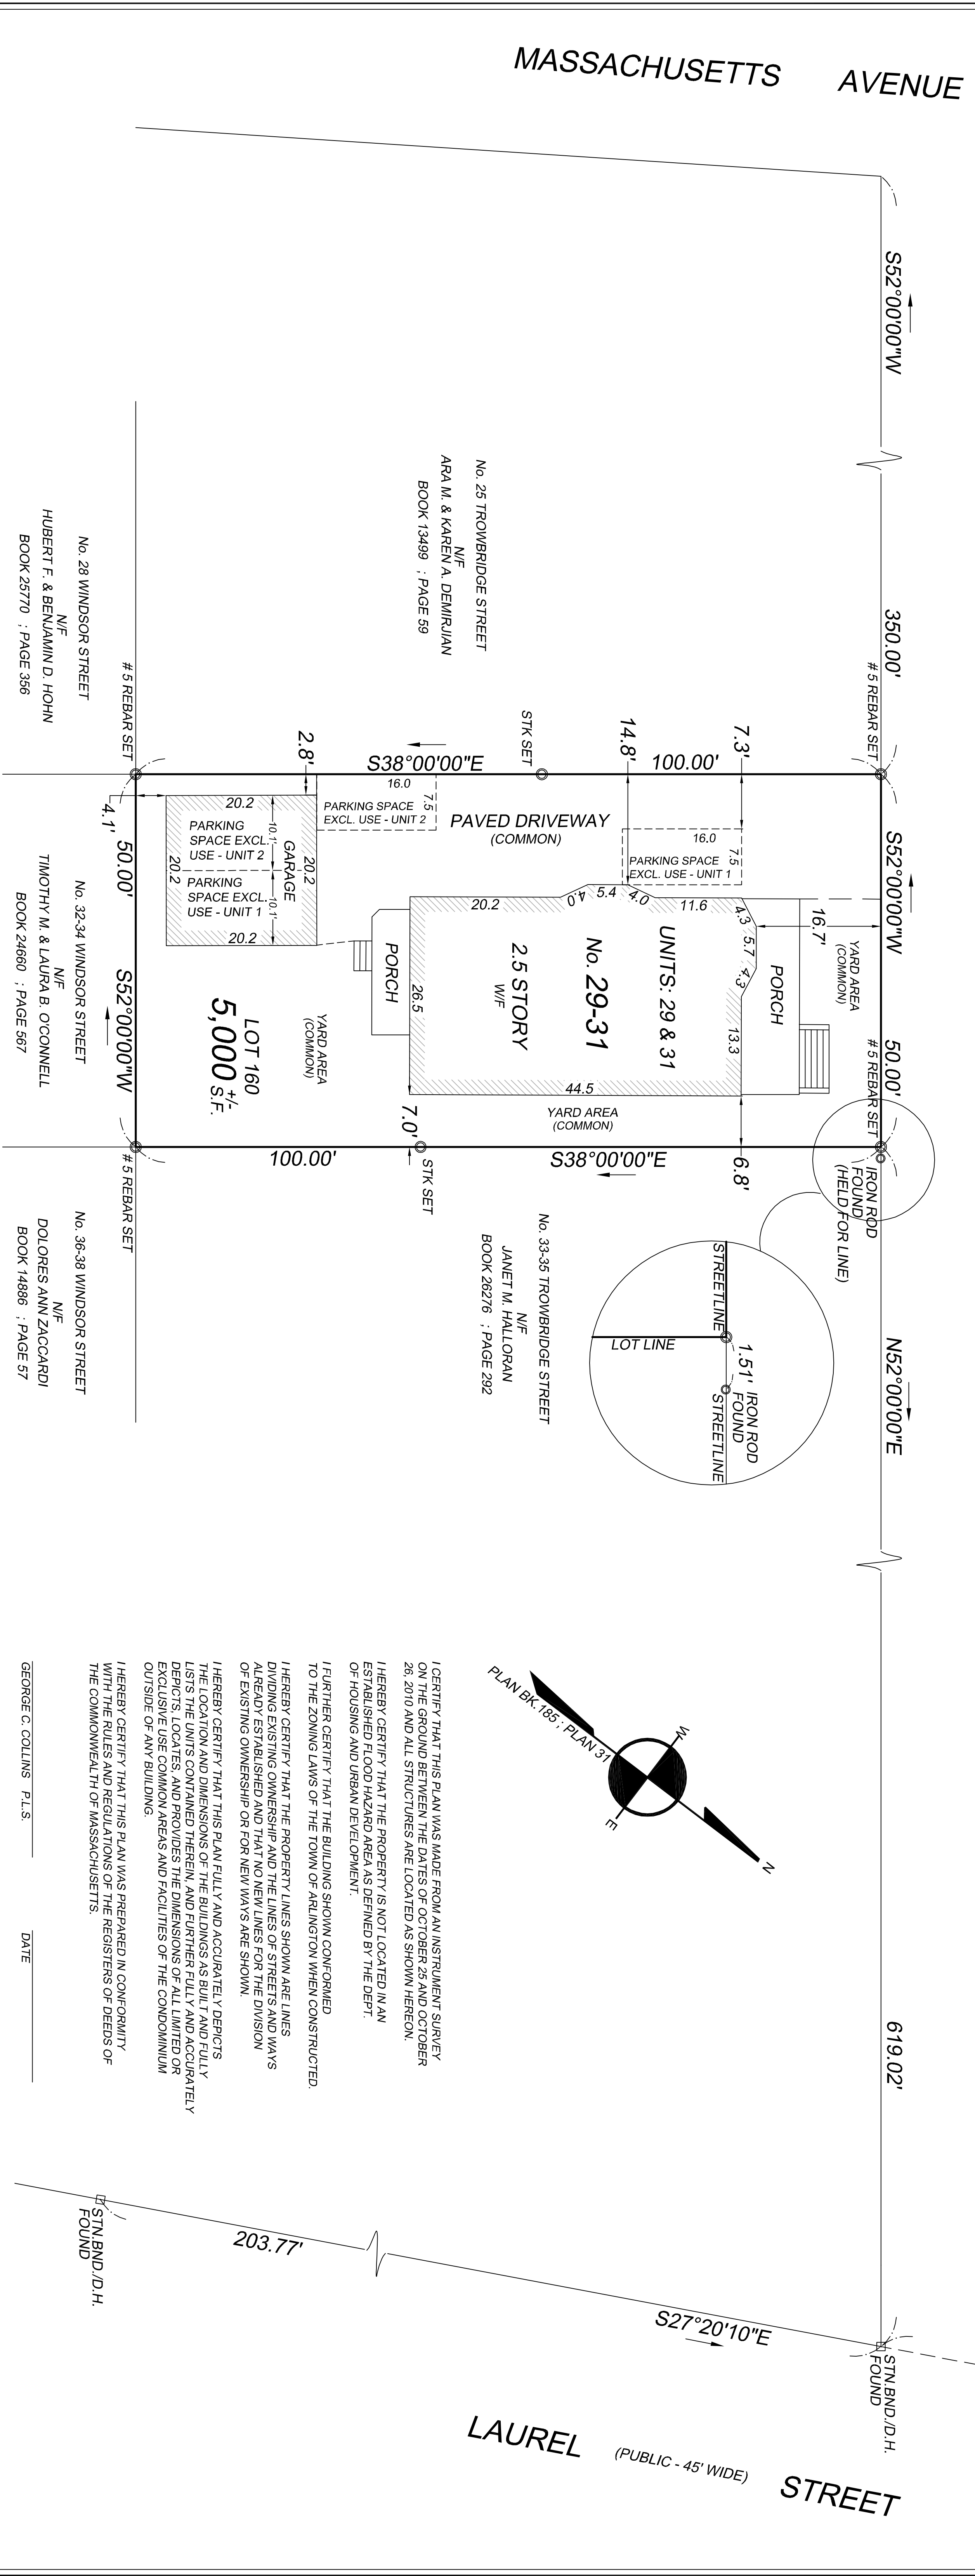 MASSACHUSETTS AVENUE
S52°00'00"W
350.00'
# 5 REBAR SET
S52°00'00"W
50.00'
# 5 REBAR SET
IRON ROD
FOUND
(HELD FOR LINE)
N52°00'00"E
619.02'
STN.BND./D.H.
FOUND
No. 25 TROWBRIDGE STREET
N/F
ARA M. & KAREN A. DEMIRJIAN
BOOK 13499 ; PAGE 59
STK SET
S38°00'00"E
100.00'
2.8'
14.8'
7.3'
16.7'
YARD AREA
(COMMON)
PORCH
16.0
7.5
PARKING SPACE
EXCL. USE - UNIT 2
PAVED DRIVEWAY
(COMMON)
16.0
7.5
PARKING SPACE
EXCL. USE - UNIT 1
20.2
4.0
5.4
4.0
11.6
4.3
5.7
4.3
13.3
UNITS: 29 & 31
No. 29-31
2.5 STORY
W/F
26.5
44.5
PORCH
YARD AREA
(COMMON)
20.2
10.1'
PARKING
SPACE EXCL.
USE - UNIT 2
GARAGE
20.2
20.2
10.1'
PARKING
SPACE EXCL.
USE - UNIT 1
20.2
YARD AREA
(COMMON)
LOT 160
5,000 +/-
S.F.
7.0'
6.8'
100.00'
STK SET
S38°00'00"E
4.1'
# 5 REBAR SET
50.00'
S52°00'00"W
# 5 REBAR SET
No. 28 WINDSOR STREET
N/F
HUBERT F. & BENJAMIN D. HOHN
BOOK 25770 ; PAGE 356
No. 32-34 WINDSOR STREET
N/F
TIMOTHY M. & LAURA B. O'CONNELL
BOOK 24660 ; PAGE 567
No. 36-38 WINDSOR STREET
N/F
DOLORES ANN ZACCARDI
BOOK 14886 ; PAGE 57
No. 33-35 TROWBRIDGE STREET
N/F
JANET M. HALLORAN
BOOK 26276 ; PAGE 292
STREETLINE
LOT LINE
1.51'
IRON ROD
FOUND
STREETLINE
PLAN BK.185 ; PLAN 31
W
E
N
I CERTIFY THAT THIS PLAN WAS MADE FROM AN INSTRUMENT SURVEY
ON THE GROUND BETWEEN THE DATES OF OCTOBER 25 AND OCTOBER
26, 2010 AND ALL STRUCTURES ARE LOCATED AS SHOWN HEREON.
I HEREBY CERTIFY THAT THE PROPERTY IS NOT LOCATED IN AN
ESTABLISHED FLOOD HAZARD AREA AS DEFINED BY THE DEPT.
OF HOUSING AND URBAN DEVELOPMENT.
I FURTHER CERTIFY THAT THE BUILDING SHOWN CONFORMED
TO THE ZONING LAWS OF THE TOWN OF ARLINGTON WHEN CONSTRUCTED.
I HEREBY CERTIFY THAT THE PROPERTY LINES SHOWN ARE LINES
DIVIDING EXISTING OWNERSHIP AND THE LINES OF STREETS AND WAYS
ALREADY ESTABLISHED AND THAT NO NEW LINES FOR THE DIVISION
OF EXISTING OWNERSHIP OR FOR NEW WAYS ARE SHOWN.
I HEREBY CERTIFY THAT THIS PLAN FULLY AND ACCURATELY DEPICTS
THE LOCATION AND DIMENSIONS OF THE BUILDINGS AS BUILT AND FULLY
LISTS THE UNITS CONTAINED THEREIN, AND FURTHER FULLY AND ACCURATELY
DEPICTS, LOCATES, AND PROVIDES THE DIMENSIONS OF ALL LIMITED OR
EXCLUSIVE USE COMMON AREAS AND FACILITIES OF THE CONDOMINIUM
OUTSIDE OF ANY BUILDING.
I HEREBY CERTIFY THAT THIS PLAN WAS PREPARED IN CONFORMITY
WITH THE RULES AND REGULATIONS OF THE REGISTERS OF DEEDS OF
THE COMMONWEALTH OF MASSACHUSETTS.
GEORGE C. COLLINS P.L.S.
DATE
STN.BND./D.H.
FOUND
203.77'
S27°20'10"E
LAUREL (PUBLIC - 45' WIDE) STREET